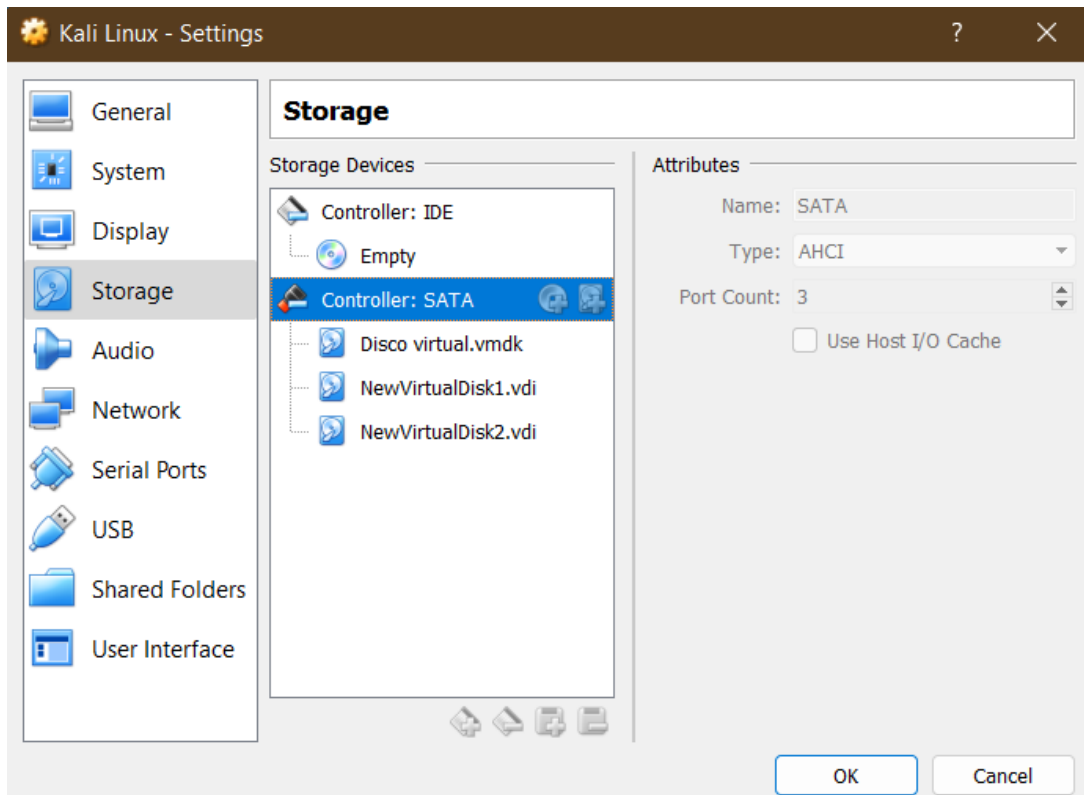 Kali Linux - Settings
?
General
System
Display
Storage
Audio
Network
Serial Ports
USB
Shared Folders
User Interface
Storage
Storage Devices
Controller: IDE
Empty
Controller: SATA
Disco virtual.vmdk
NewVirtualDisk1.vdi
NewVirtualDisk2.vdi
Attributes
Name: SATA
Type: AHCI
Port Count: 3
Use Host I/O Cache
OK
Cancel